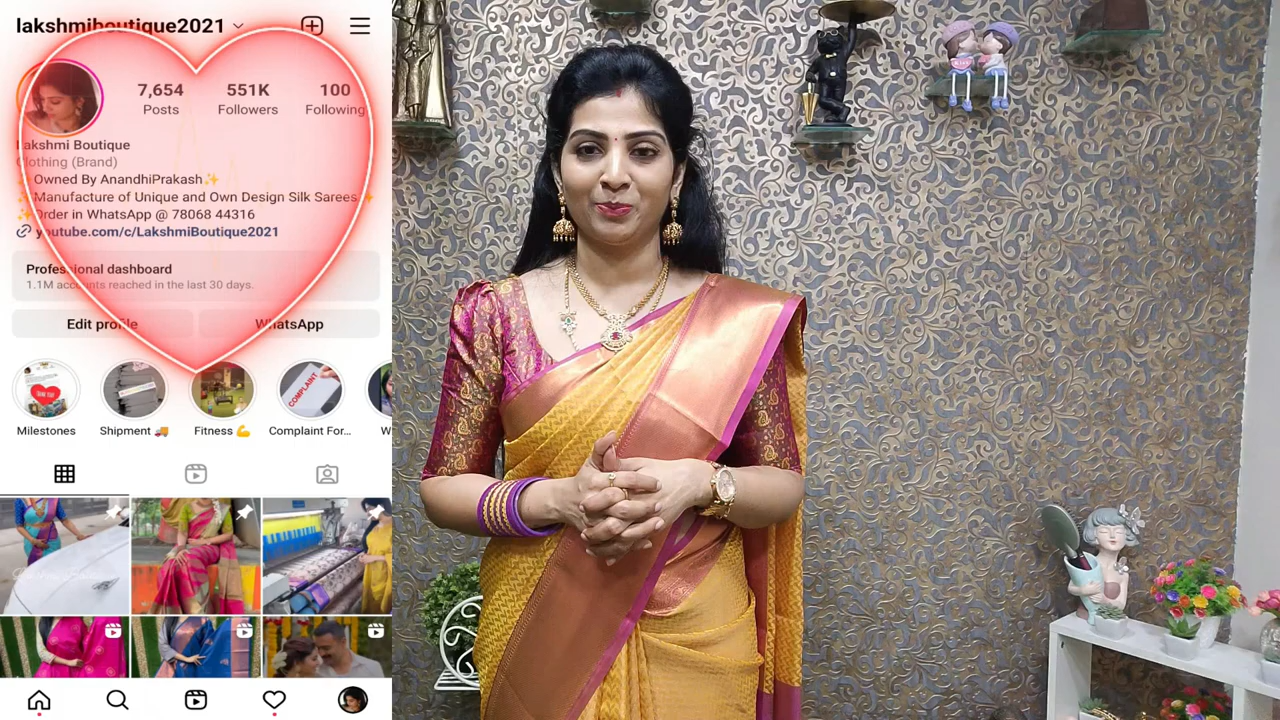 lakshmiboutique2021
7,654 551K 100
Posts Followers Following
Lakshmi Boutique
Clothing (Brand)
✨ Owned By AnandhiPrakash✨
✨ Manufacture of Unique and Own Design Silk Sarees ✨
✨Order in WhatsApp @ 78068 44316
youtube.com/c/LakshmiBoutique2021
Professional dashboard
1.1M accounts reached in the last 30 days.
Edit profile WhatsApp
COMPLAINT
Milestones Shipment 🚚 Fitness 💪 Complaint For... W